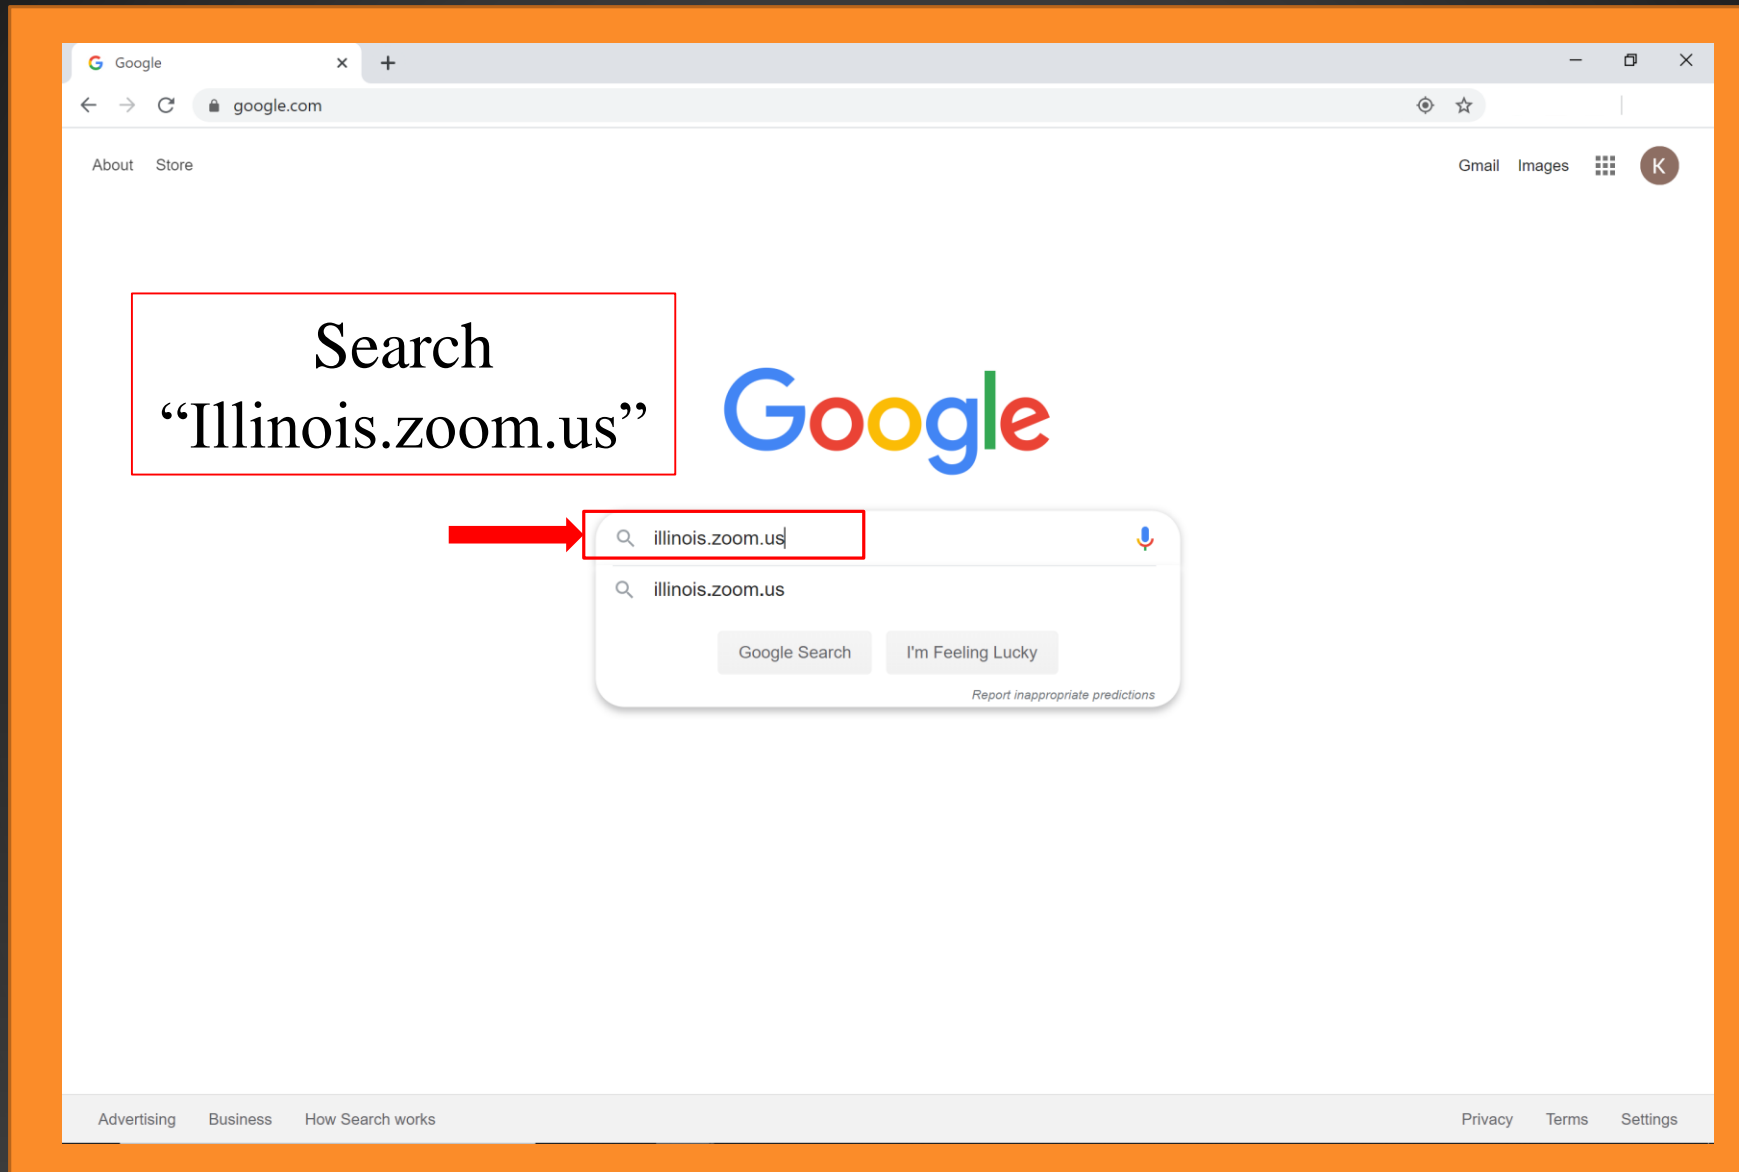 Google
google.com
About Store
Gmail Images K
Search
“Illinois.zoom.us”
Google
illinois.zoom.us
illinois.zoom.us
Google Search I'm Feeling Lucky
Report inappropriate predictions
Advertising Business How Search works
Privacy Terms Settings